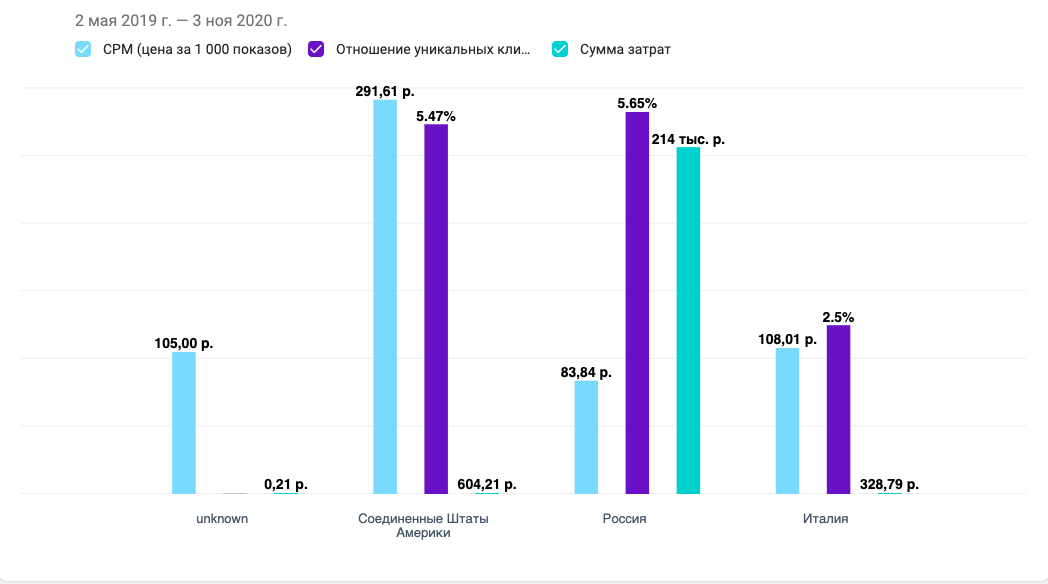 2 мая 2019 г. — 3 ноя 2020 г.
CPM (цена за 1 000 показов) Отношение уникальных кли... Сумма затрат
291,61 р.
5.65%
5.47%
214 тыс. р.
2.5%
105,00 р.
108,01 р.
83,84 р.
0,21 р.
604,21 р.
328,79 р.
unknown
Соединенные Штаты
Америки
Россия
Италия